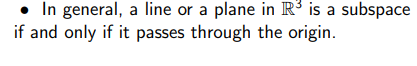 • In general, a line or a plane in ℝ³ is a subspace
if and only if it passes through the origin.